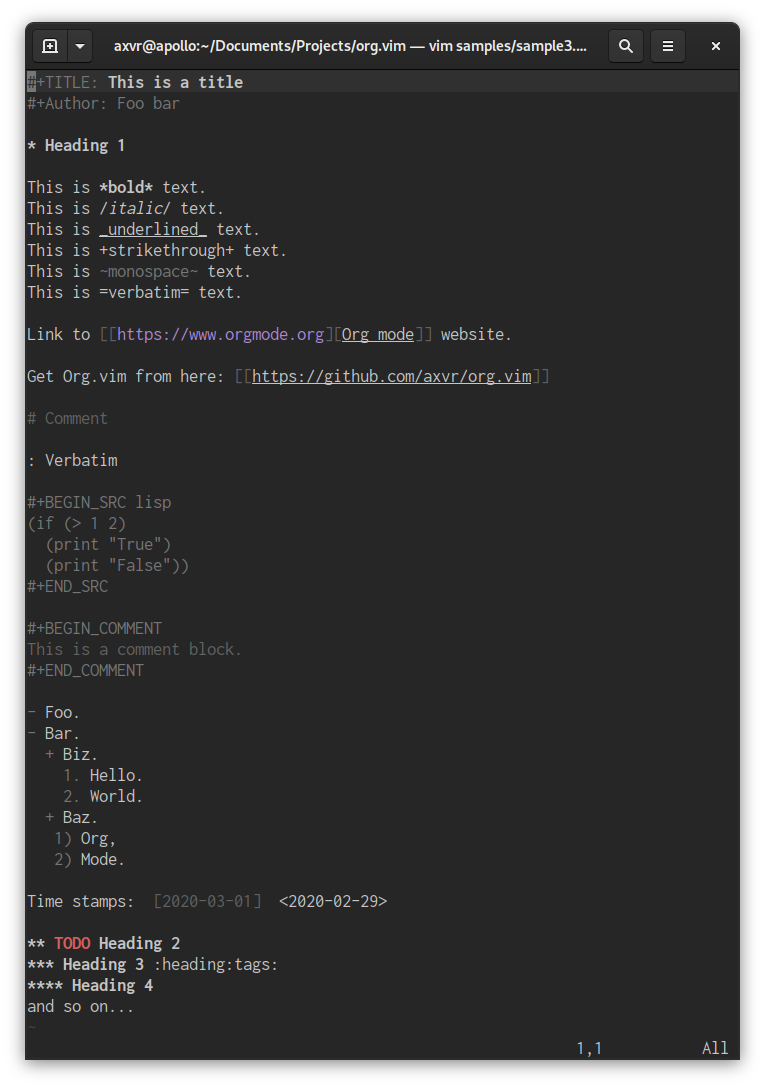 axvr@apollo:~/Documents/Projects/org.vim — vim samples/sample3....
#+TITLE: This is a title
#+Author: Foo bar

* Heading 1

This is *bold* text.
This is /italic/ text.
This is _underlined_ text.
This is +strikethrough+ text.
This is ~monospace~ text.
This is =verbatim= text.

Link to [[https://www.orgmode.org][Org mode]] website.

Get Org.vim from here: [[https://github.com/axvr/org.vim]]

# Comment

: Verbatim

#+BEGIN_SRC lisp
(if (> 1 2)
  (print "True")
  (print "False"))
#+END_SRC

#+BEGIN_COMMENT
This is a comment block.
#+END_COMMENT

- Foo.
- Bar.
  + Biz.
    1. Hello.
    2. World.
  + Baz.
   1) Org,
   2) Mode.

Time stamps:  [2020-03-01]  <2020-02-29>

** TODO Heading 2
*** Heading 3 :heading:tags:
**** Heading 4
and so on...
~
1,1 All